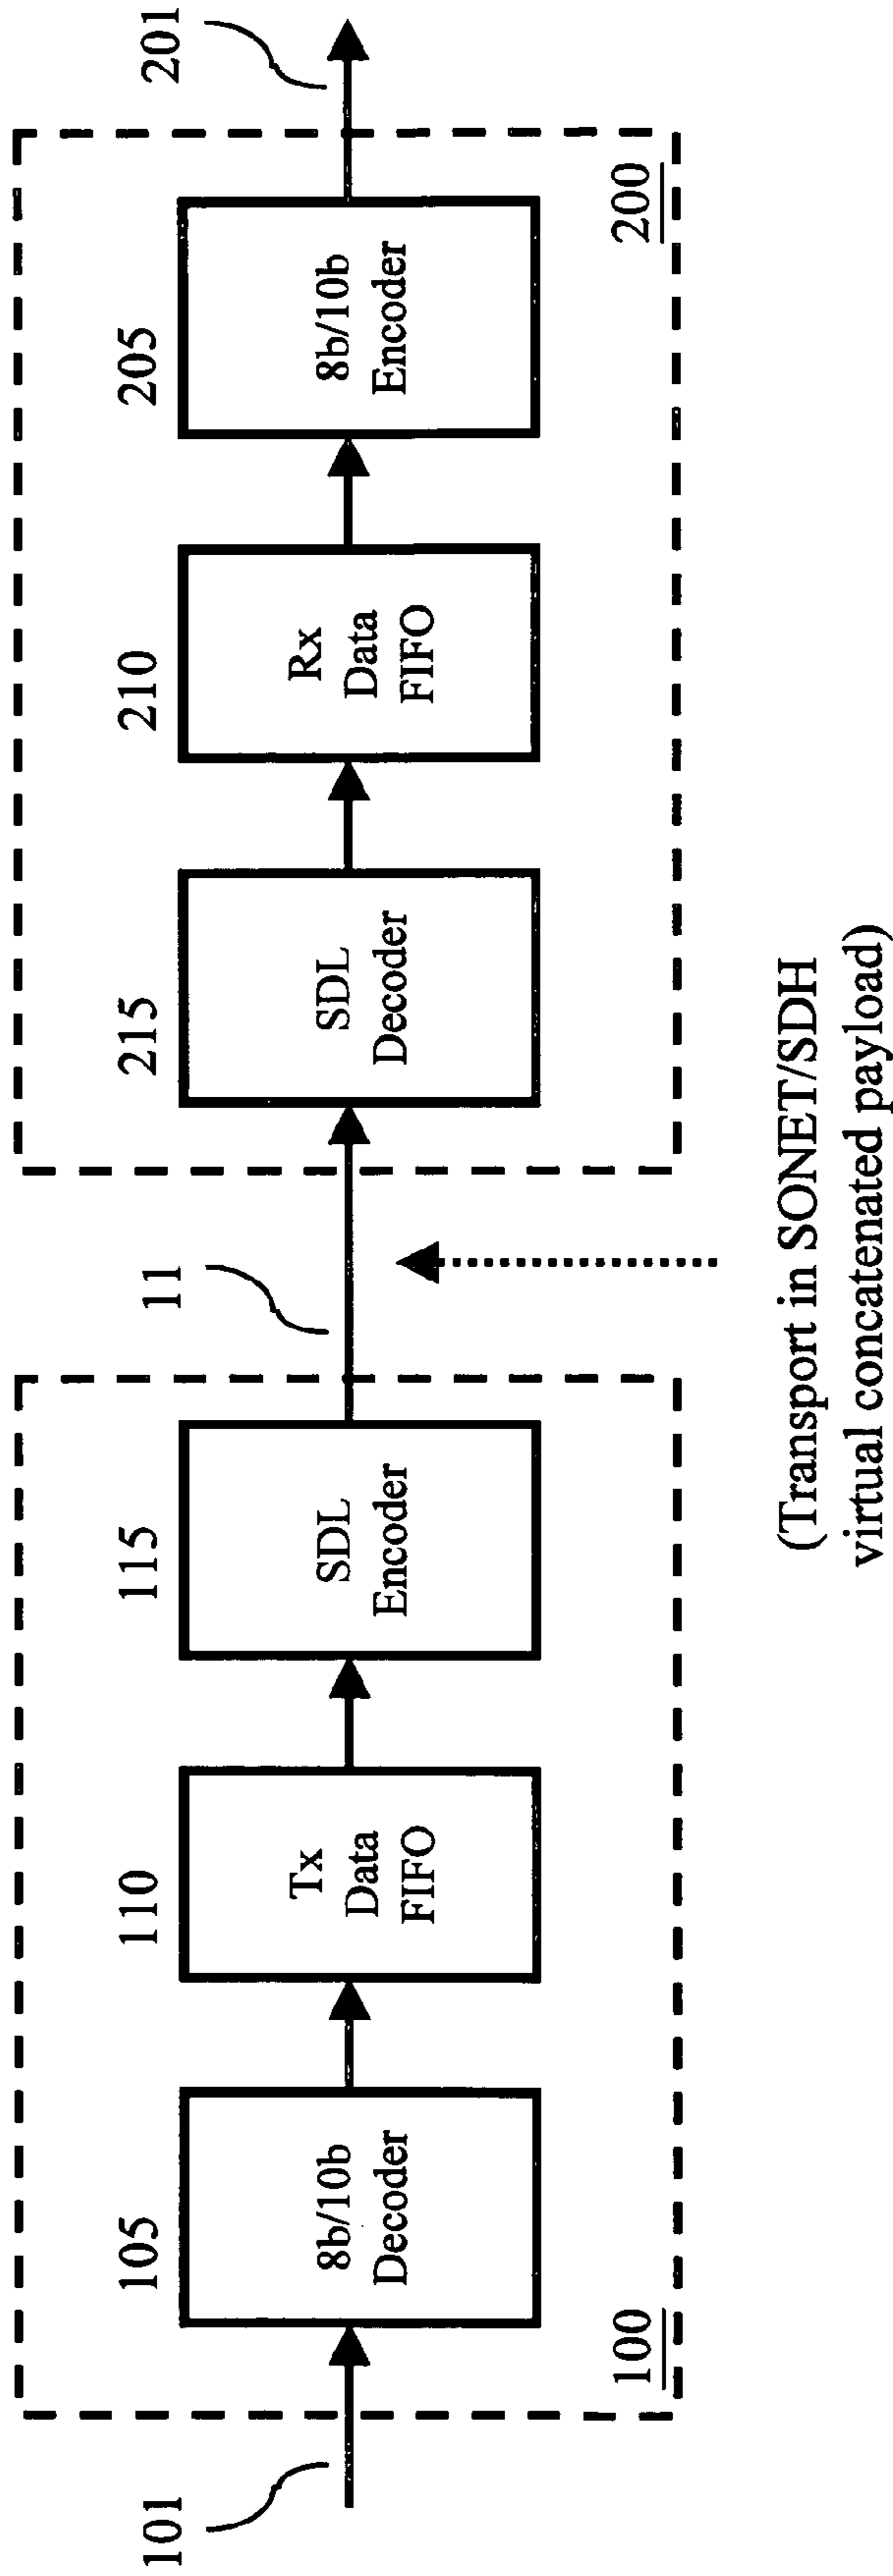 101
105
8b/10b
Decoder
110
Tx
Data
FIFO
115
SDL
Encoder
100
11
(Transport in SONET/SDH
virtual concatenated payload)
215
SDL
Decoder
210
Rx
Data
FIFO
205
8b/10b
Encoder
200
201